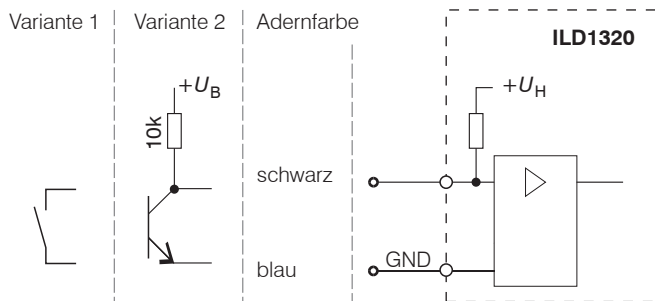 Variante 1
Variante 2
Adernfarbe
ILD1320
+UB
+UH
10k
schwarz
GND
blau